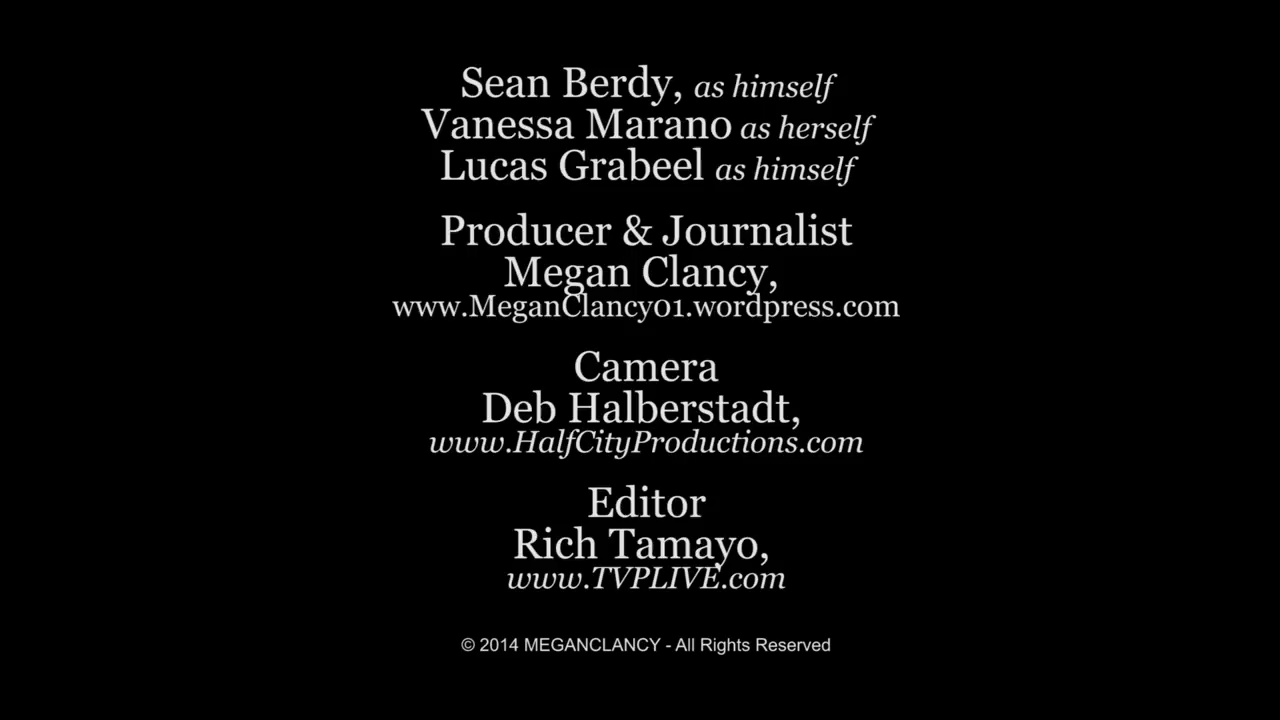 Sean Berdy, as himself
Vanessa Marano as herself
Lucas Grabeel as himself
Producer & Journalist
Megan Clancy,
www.MeganClancy01.wordpress.com
Camera
Deb Halberstadt,
www.HalfCityProductions.com
Editor
Rich Tamayo,
www.TVPLIVE.com
© 2014 MEGANCLANCY - All Rights Reserved